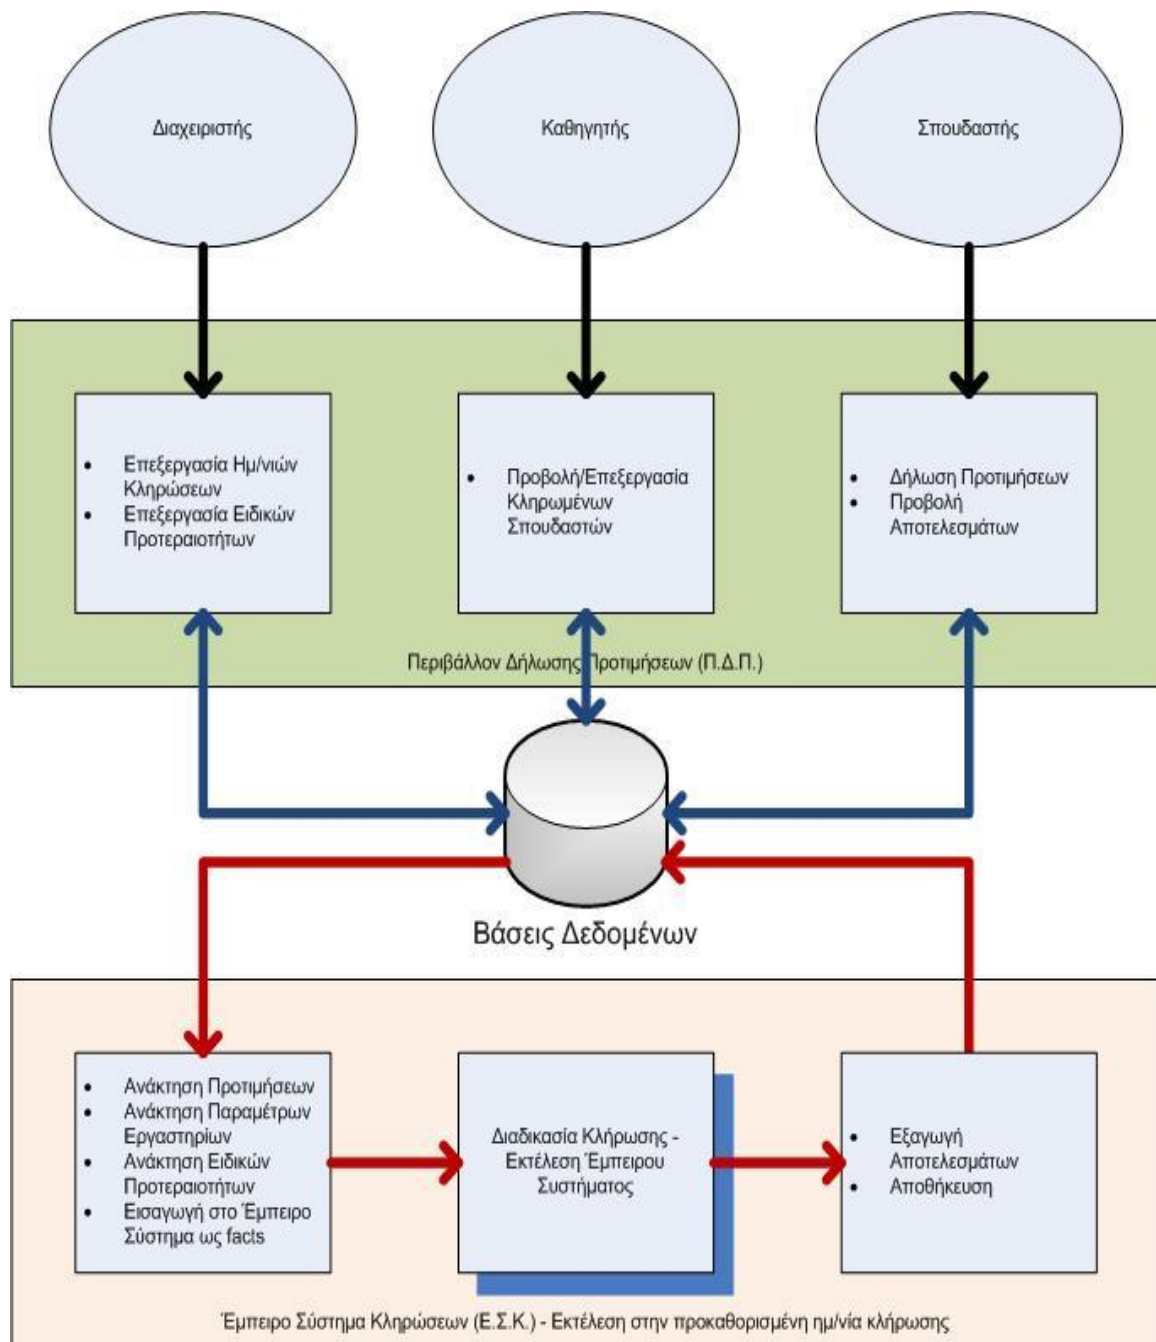 Διαχειριστής
Καθηγητής
Σπουδαστής
• Επεξεργασία Ημ/νιών
Κληρώσεων
• Επεξεργασία Ειδικών
Προτεραιοτήτων
• Προβολή/Επεξεργασία
Κληρωμένων
Σπουδαστών
• Δήλωση Προτιμήσεων
• Προβολή
Αποτελεσμάτων
Περιβάλλον Δήλωσης Προτιμήσεων (Π.Δ.Π.)
Βάσεις Δεδομένων
• Ανάκτηση Προτιμήσεων
• Ανάκτηση Παραμέτρων
Εργαστηρίων
• Ανάκτηση Ειδικών
Προτεραιοτήτων
• Εισαγωγή στο Έμπειρο
Σύστημα ως facts
Διαδικασία Κλήρωσης -
Εκτέλεση Έμπειρου
Συστήματος
• Εξαγωγή
Αποτελεσμάτων
• Αποθήκευση
Έμπειρο Σύστημα Κληρώσεων (Ε.Σ.Κ.) - Εκτέλεση στην προκαθορισμένη ημ/νία κλήρωσης